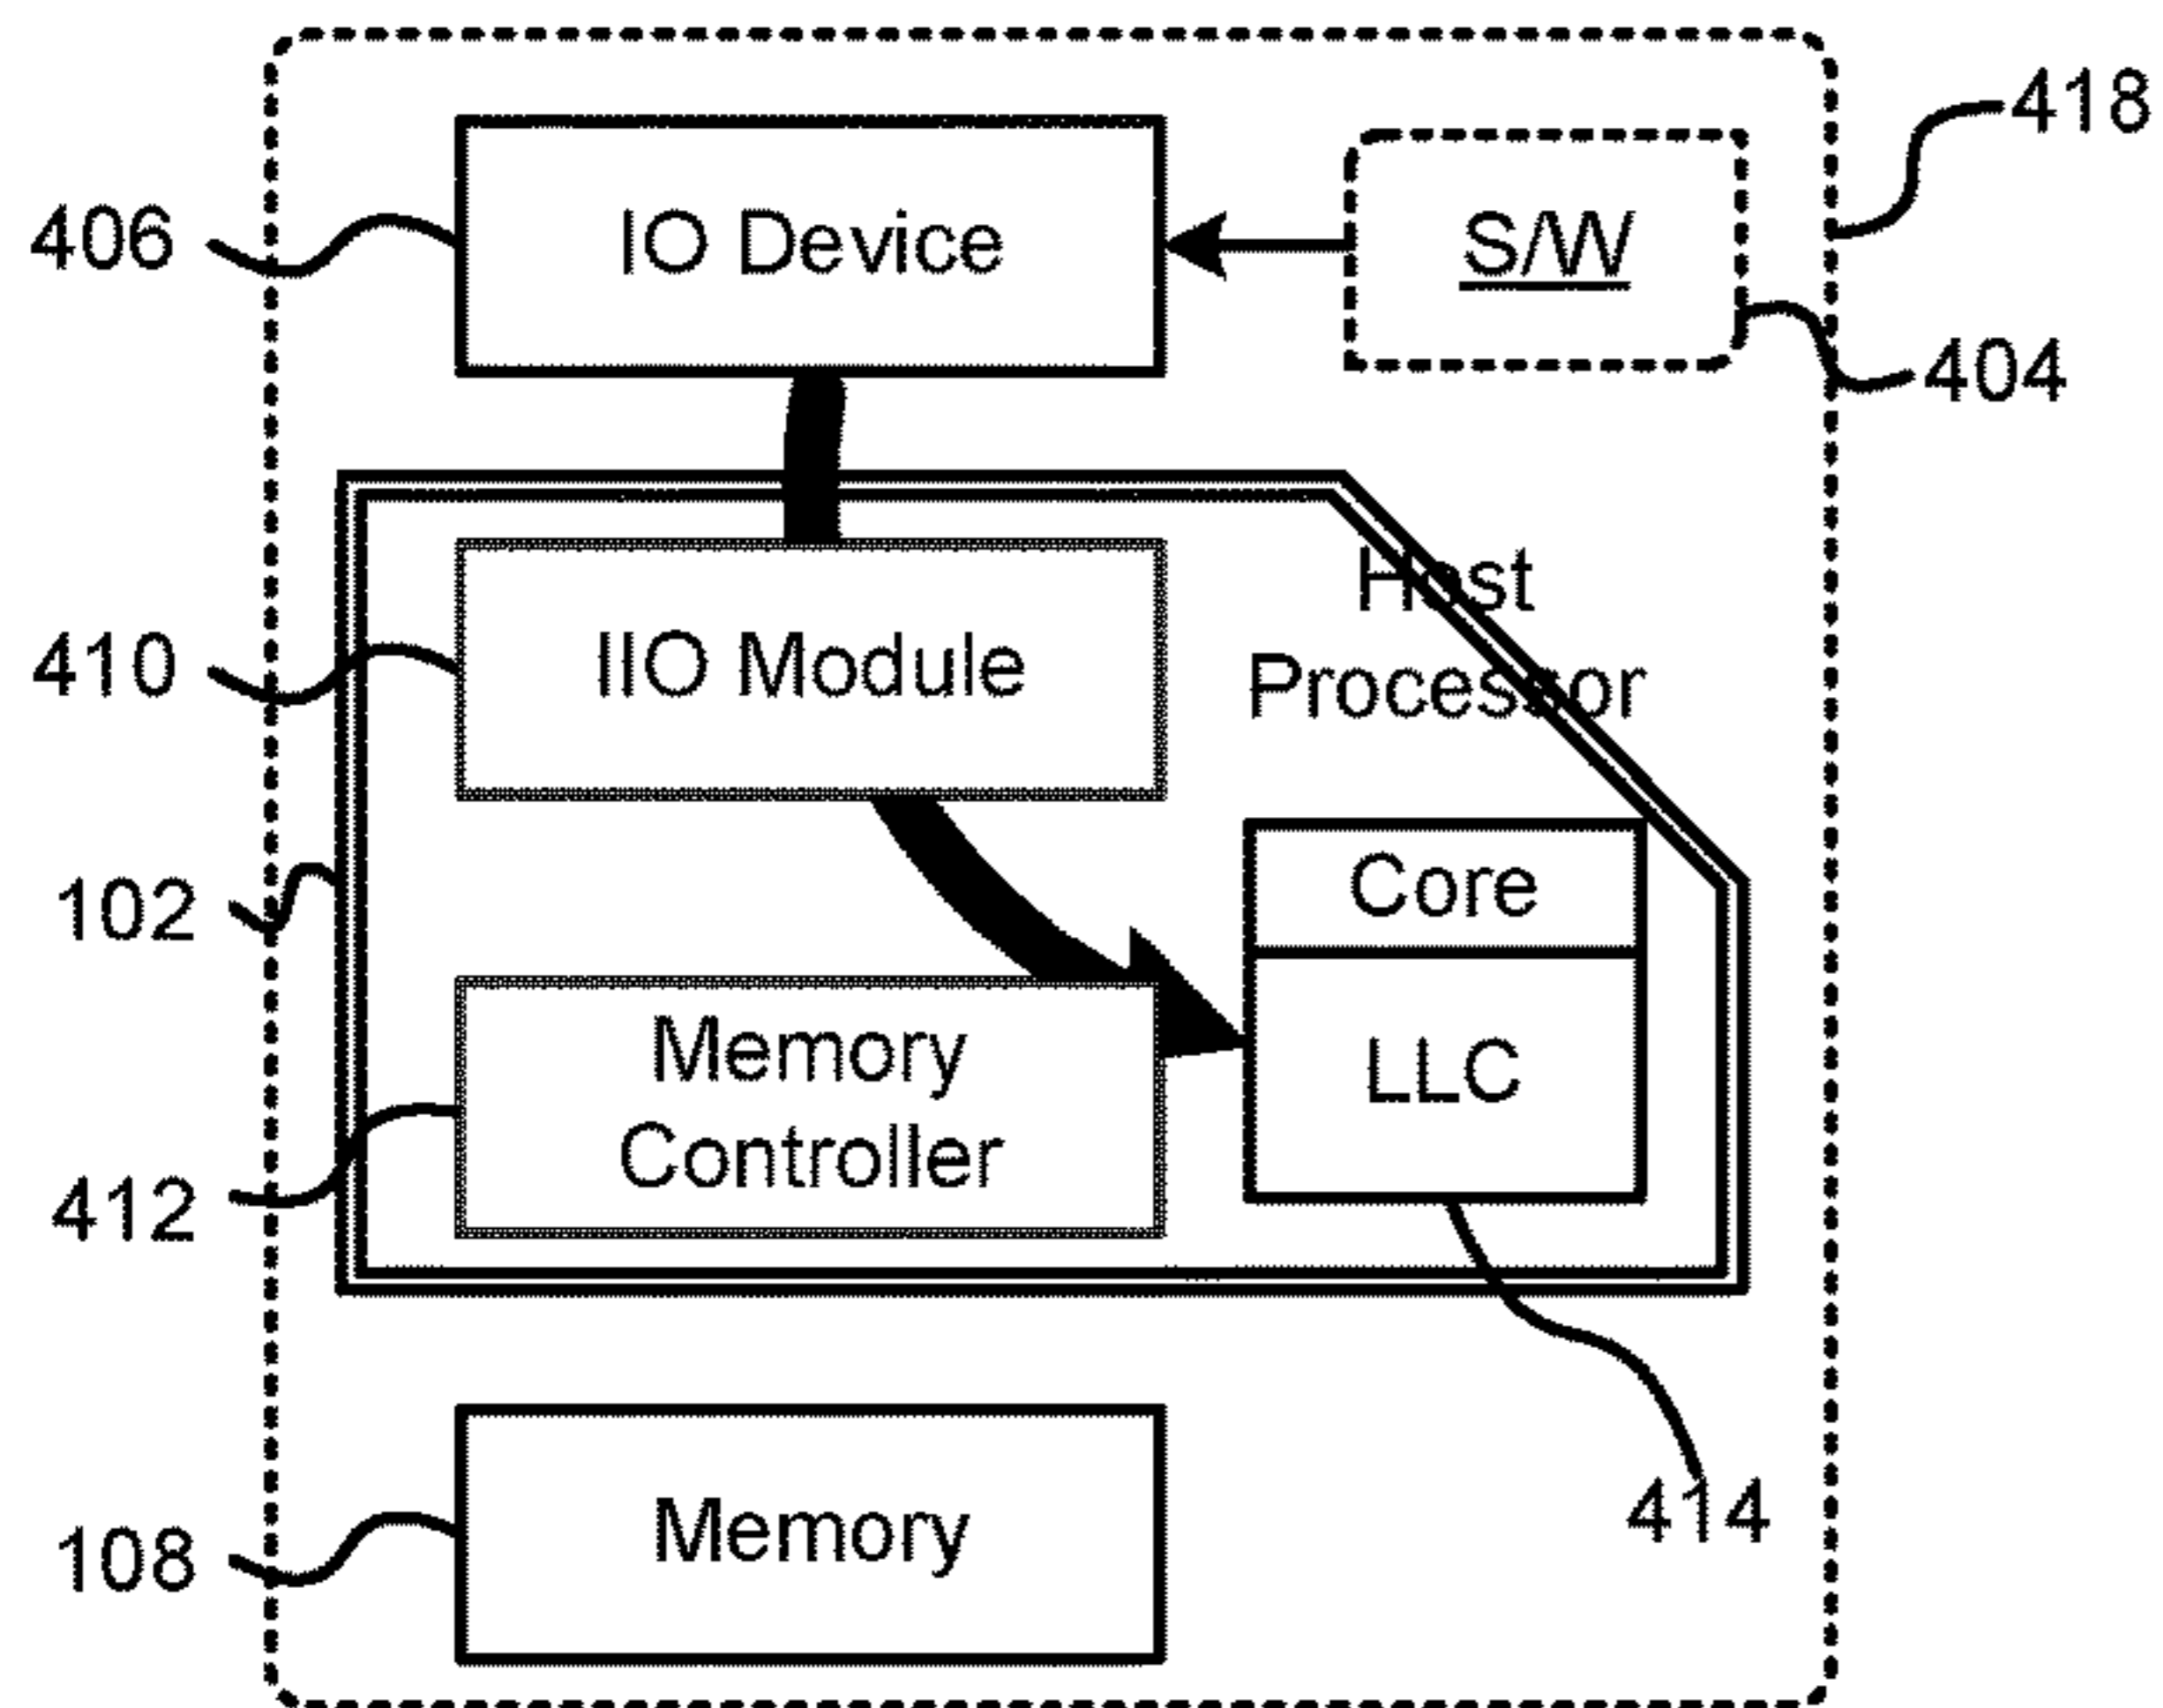 418
406
IO Device
S/W
404
Host
Processor
410
IIO Module
102
Core
Memory
Controller
LLC
412
414
108
Memory